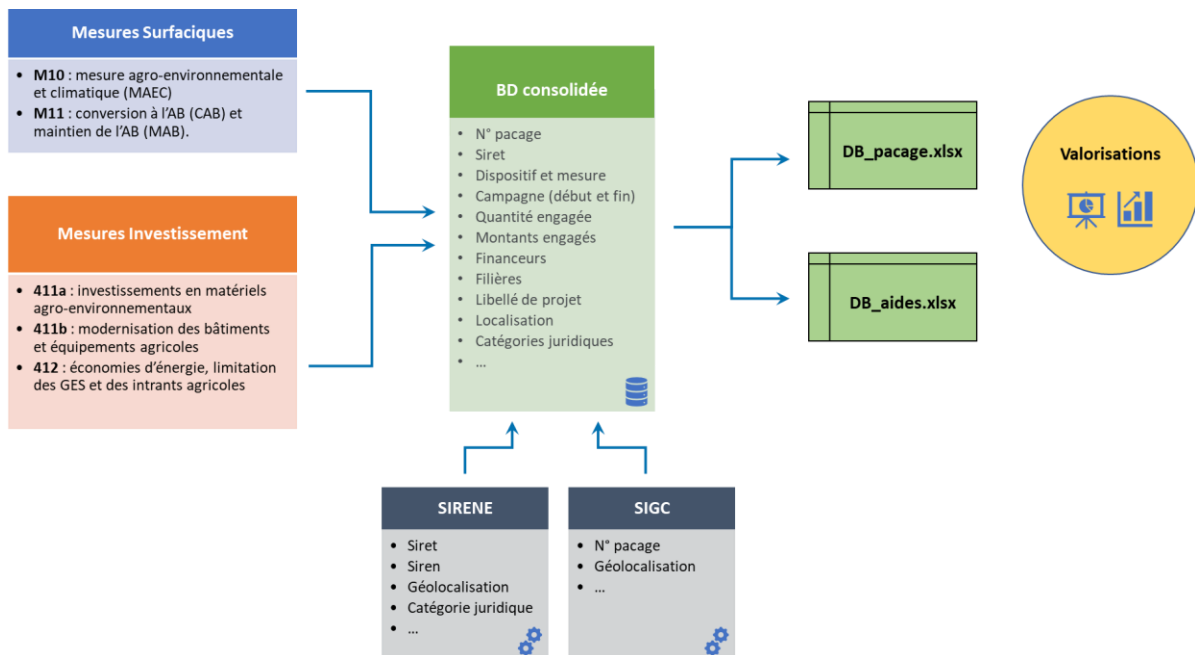 Mesures Surfaciques
• M10 : mesure agro-environnementale
et climatique (MAEC)
• M11 : conversion à l'AB (CAB) et
maintien de l'AB (MAB).
Mesures Investissement
• 411a : investissements en matériels
agro-environnementaux
• 411b : modernisation des bâtiments
et équipements agricoles
• 412 : économies d'énergie, limitation
des GES et des intrants agricoles
BD consolidée
• N° pacage
• Siret
• Dispositif et mesure
• Campagne (début et fin)
• Quantité engagée
• Montants engagés
• Financeurs
• Filières
• Libellé de projet
• Localisation
• Catégories juridiques
• …
SIRENE
• Siret
• Siren
• Géolocalisation
• Catégorie juridique
• …
SIGC
• N° pacage
• Géolocalisation
• …
DB_pacage.xlsx
DB_aides.xlsx
Valorisations